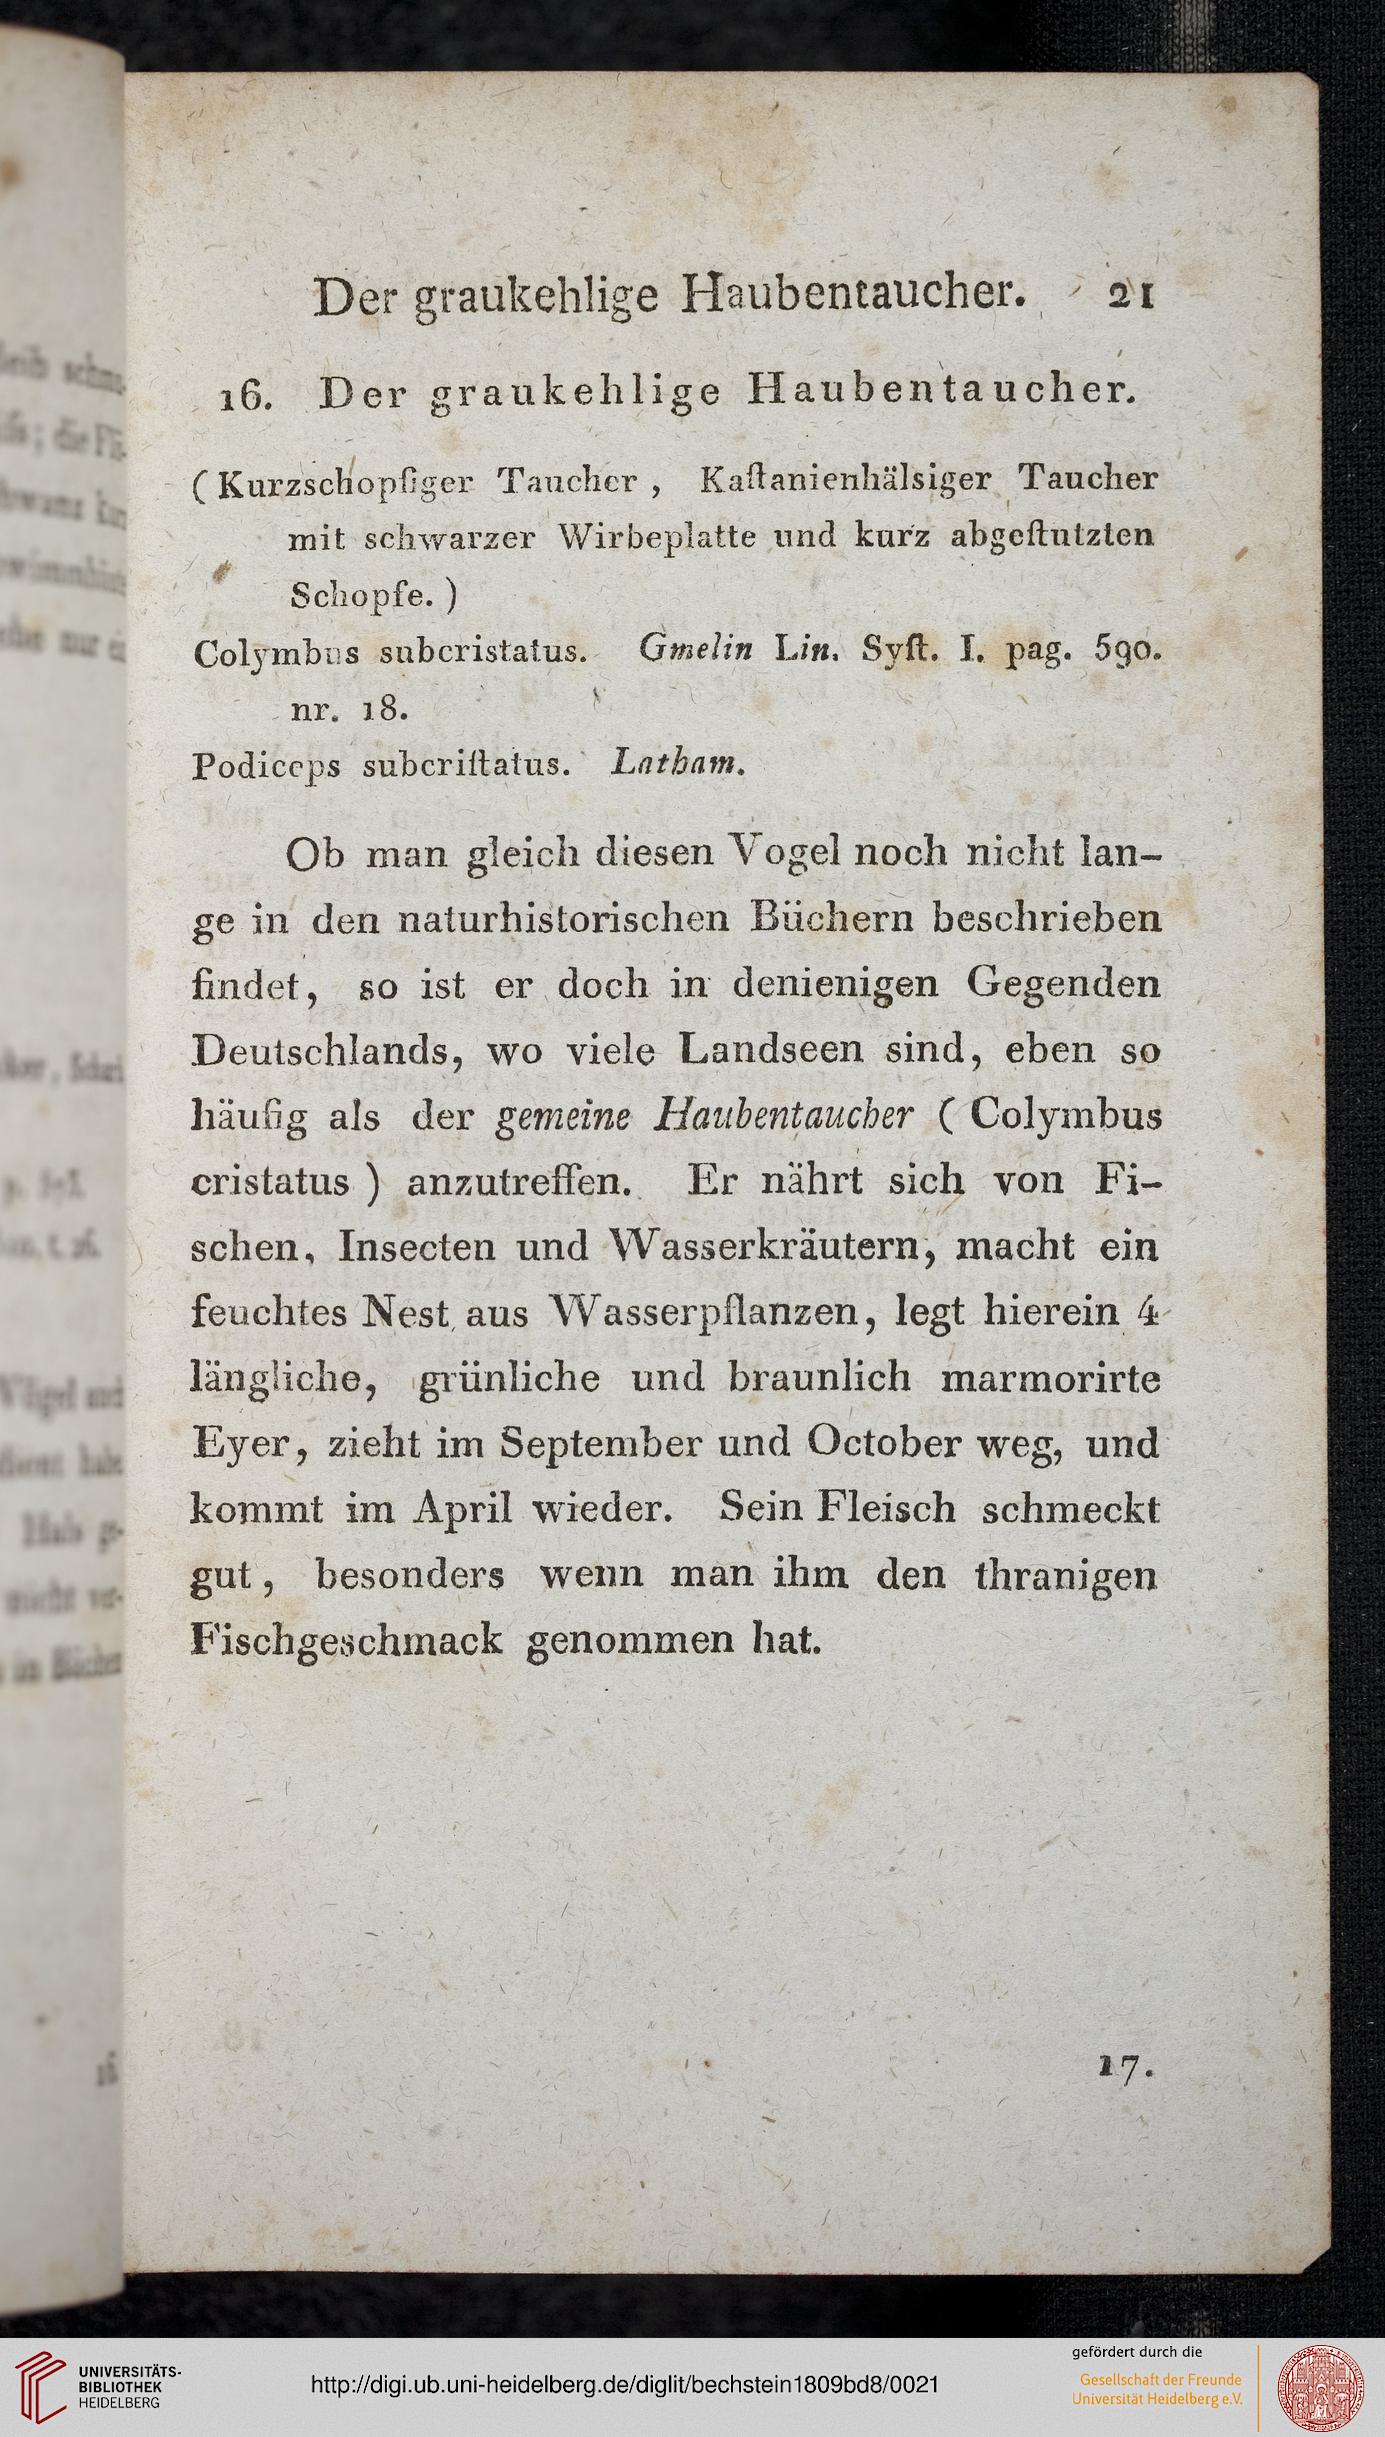 Der graukehlige Haubentaucher. 21
16. Der graukehlige Haubentaucher.
(Kurzschopfiger Taucher, Kaſtanienhälsiger Taucher
mit schwarzer Wirbeplatte und kurz abgeſtutzten
Schopfe.)
Colymbus subcristatus. Gmelin Lin. Syſt. I. pag. 590.
nr. 18.
Podiceps subcriſtatus. Latham.
Ob man gleich diesen Vogel noch nicht lan-
ge in den naturhistorischen Büchern beschrieben
findet, so ist er doch in denienigen Gegenden
Deutschlands, wo viele Landseen sind, eben so
häufig als der gemeine Haubentaucher (Colymbus
cristatus) anzutreffen. Er nährt sich von Fi-
schen, Insecten und Wasserkräutern, macht ein
feuchtes Nest aus Wasserpflanzen, legt hierein 4
längliche, grünliche und braunlich marmorirte
Eyer, zieht im September und October weg, und
kommt im April wieder. Sein Fleisch schmeckt
gut, besonders wenn man ihm den thranigen
Fischgeschmack genommen hat.
17.
UNIVERSITÄTS-
BIBLIOTHEK
HEIDELBERG
http://digi.ub.uni-heidelberg.de/diglit/bechstein1809bd8/0021
gefördert durch die
Gesellschaft der Freunde
Universität Heidelberg e.V.